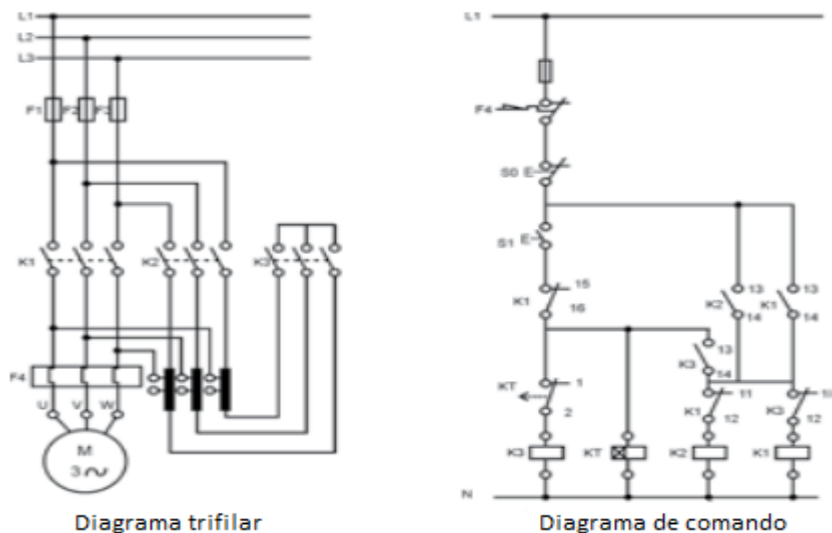 L1
L2
L3
F1 F2 F3
K1 K2 K3
F4
U V W
M
3
Diagrama trifilar
L1
F4
S0 E
S1 E
K1 15
16
K2 13
14
K1 13
14
K3 13
14
KT 1
2
K1 11
12
K3
12
K3 KT K2 K1
N
Diagrama de comando